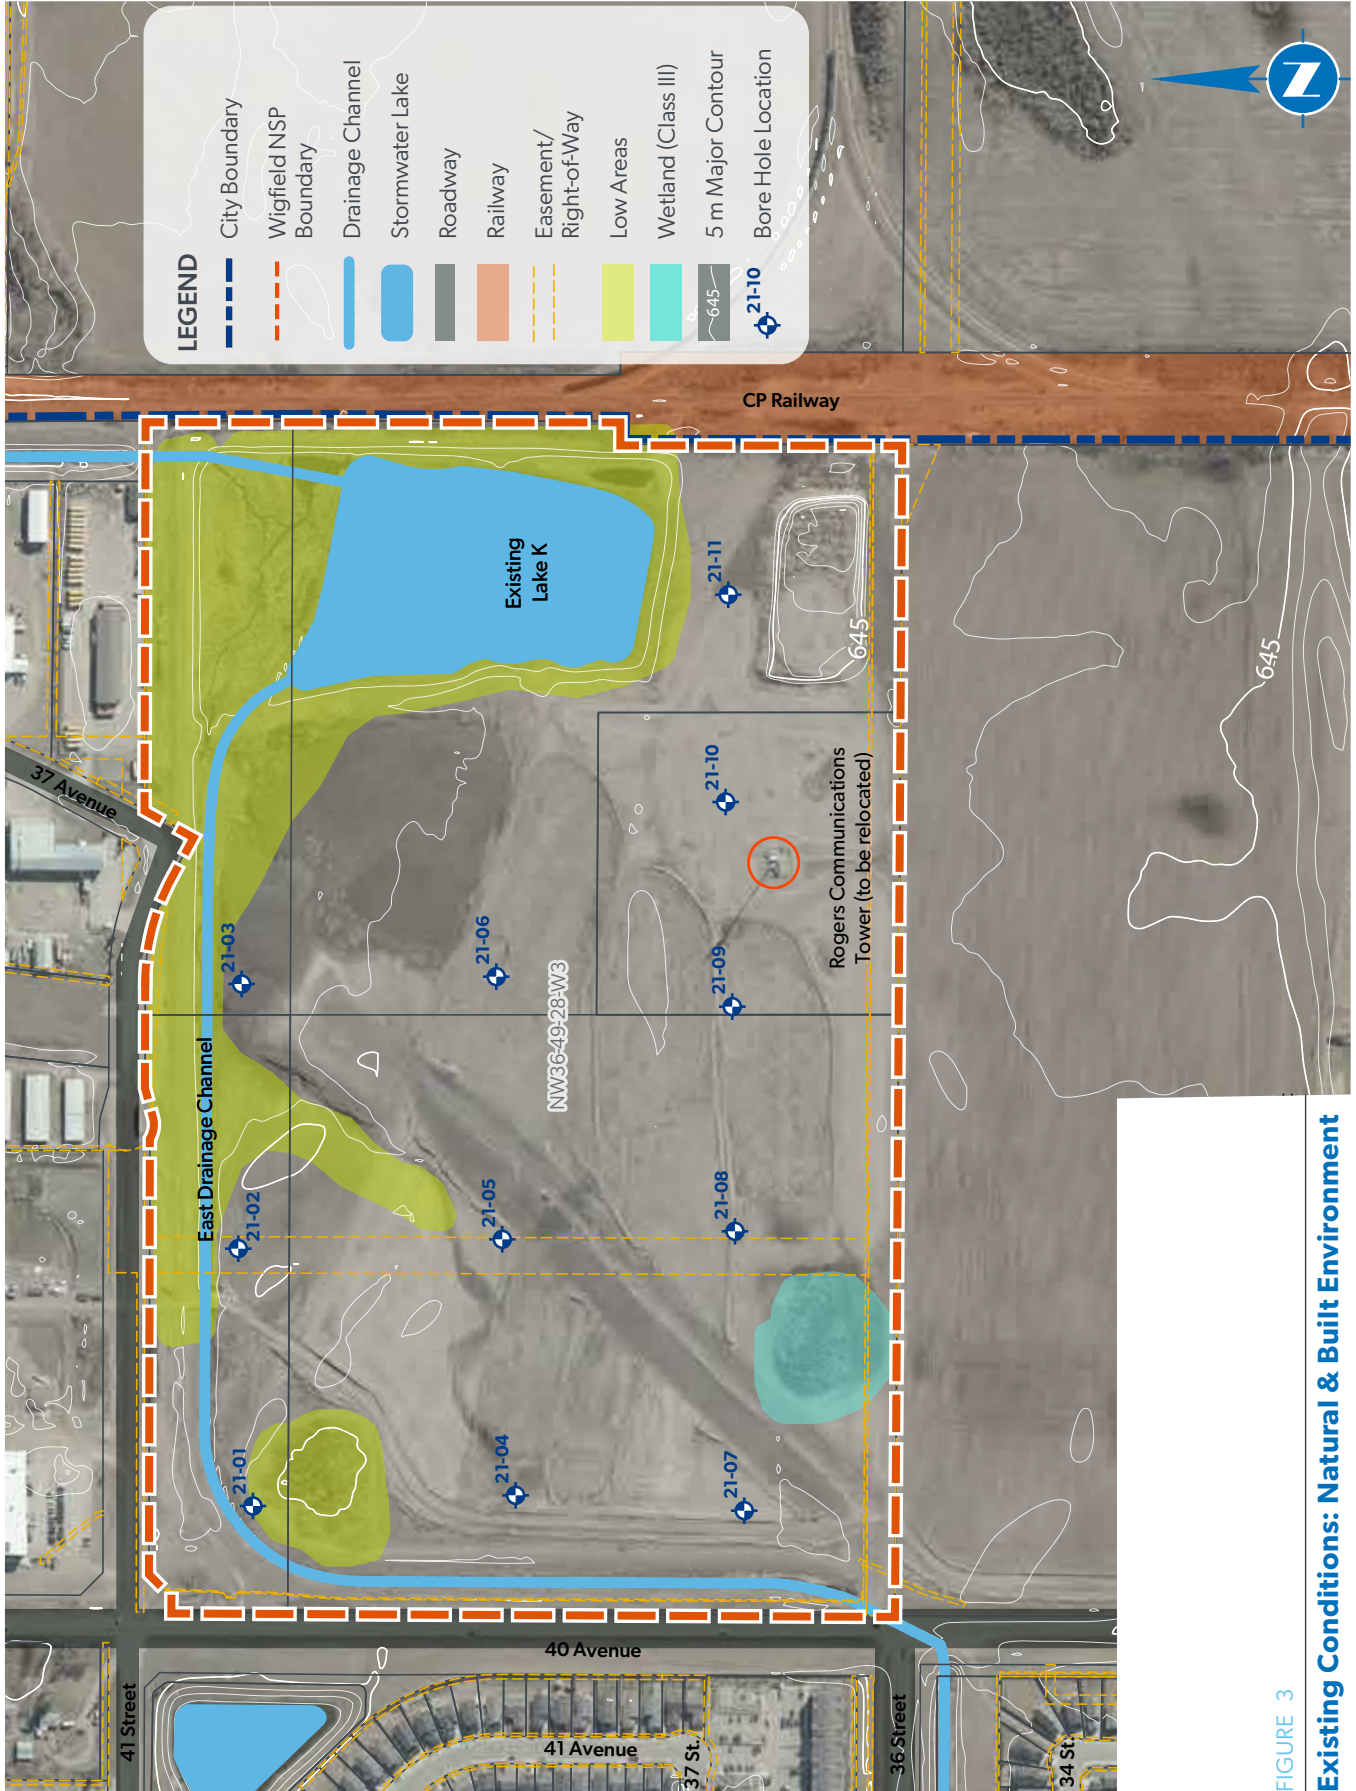 LEGEND
City Boundary
Wigfield NSP
Boundary
Drainage Channel
Stormwater Lake
Roadway
Railway
Easement/
Right-of-Way
Low Areas
Wetland (Class III)
645
5 m Major Contour
21-10
Bore Hole Location
N
CP Railway
37 Avenue
Existing
Lake K
21-11
645
645
21-10
Rogers Communications
Tower (to be relocated)
21-03
21-06
21-09
NW36-49-28-W3
East Drainage Channel
21-02
21-05
21-08
21-01
21-04
21-07
40 Avenue
41 Street
41 Avenue
37 St.
36 Street
34 St.
FIGURE 3
Existing Conditions: Natural & Built Environment